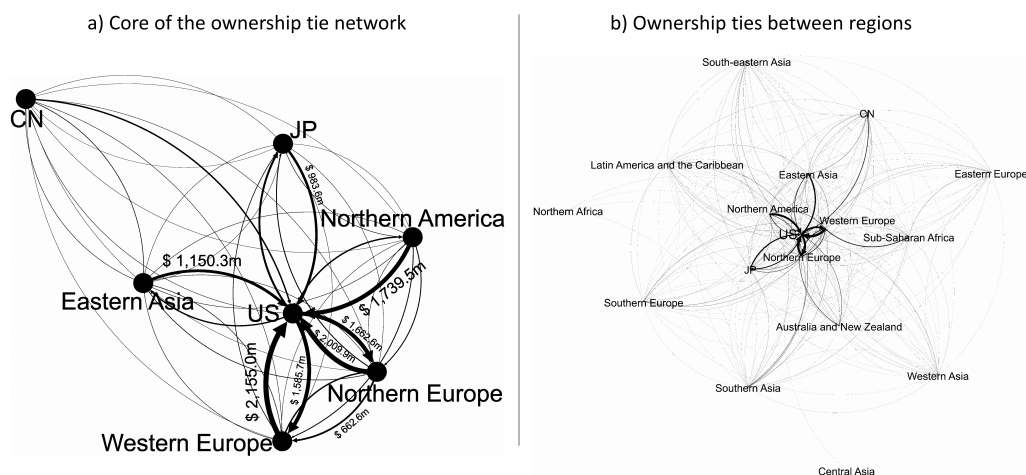 a) Core of the ownership tie network
CN
JP
$ 983.6m
Northern America
$ 1,150.3m
$ 1,739.5m
Eastern Asia
US
$ 1,662.6m
$ 2,009.9m
$ 2,155.0m
$ 1,585.7m
Northern Europe
$ 662.6m
Western Europe
b) Ownership ties between regions
South-eastern Asia
CN
Latin America and the Caribbean
Eastern Asia
Eastern Europe
Northern America
Northern Africa
Western Europe
US
Sub-Saharan Africa
Northern Europe
JP
Southern Europe
Australia and New Zealand
Western Asia
Southern Asia
Central Asia